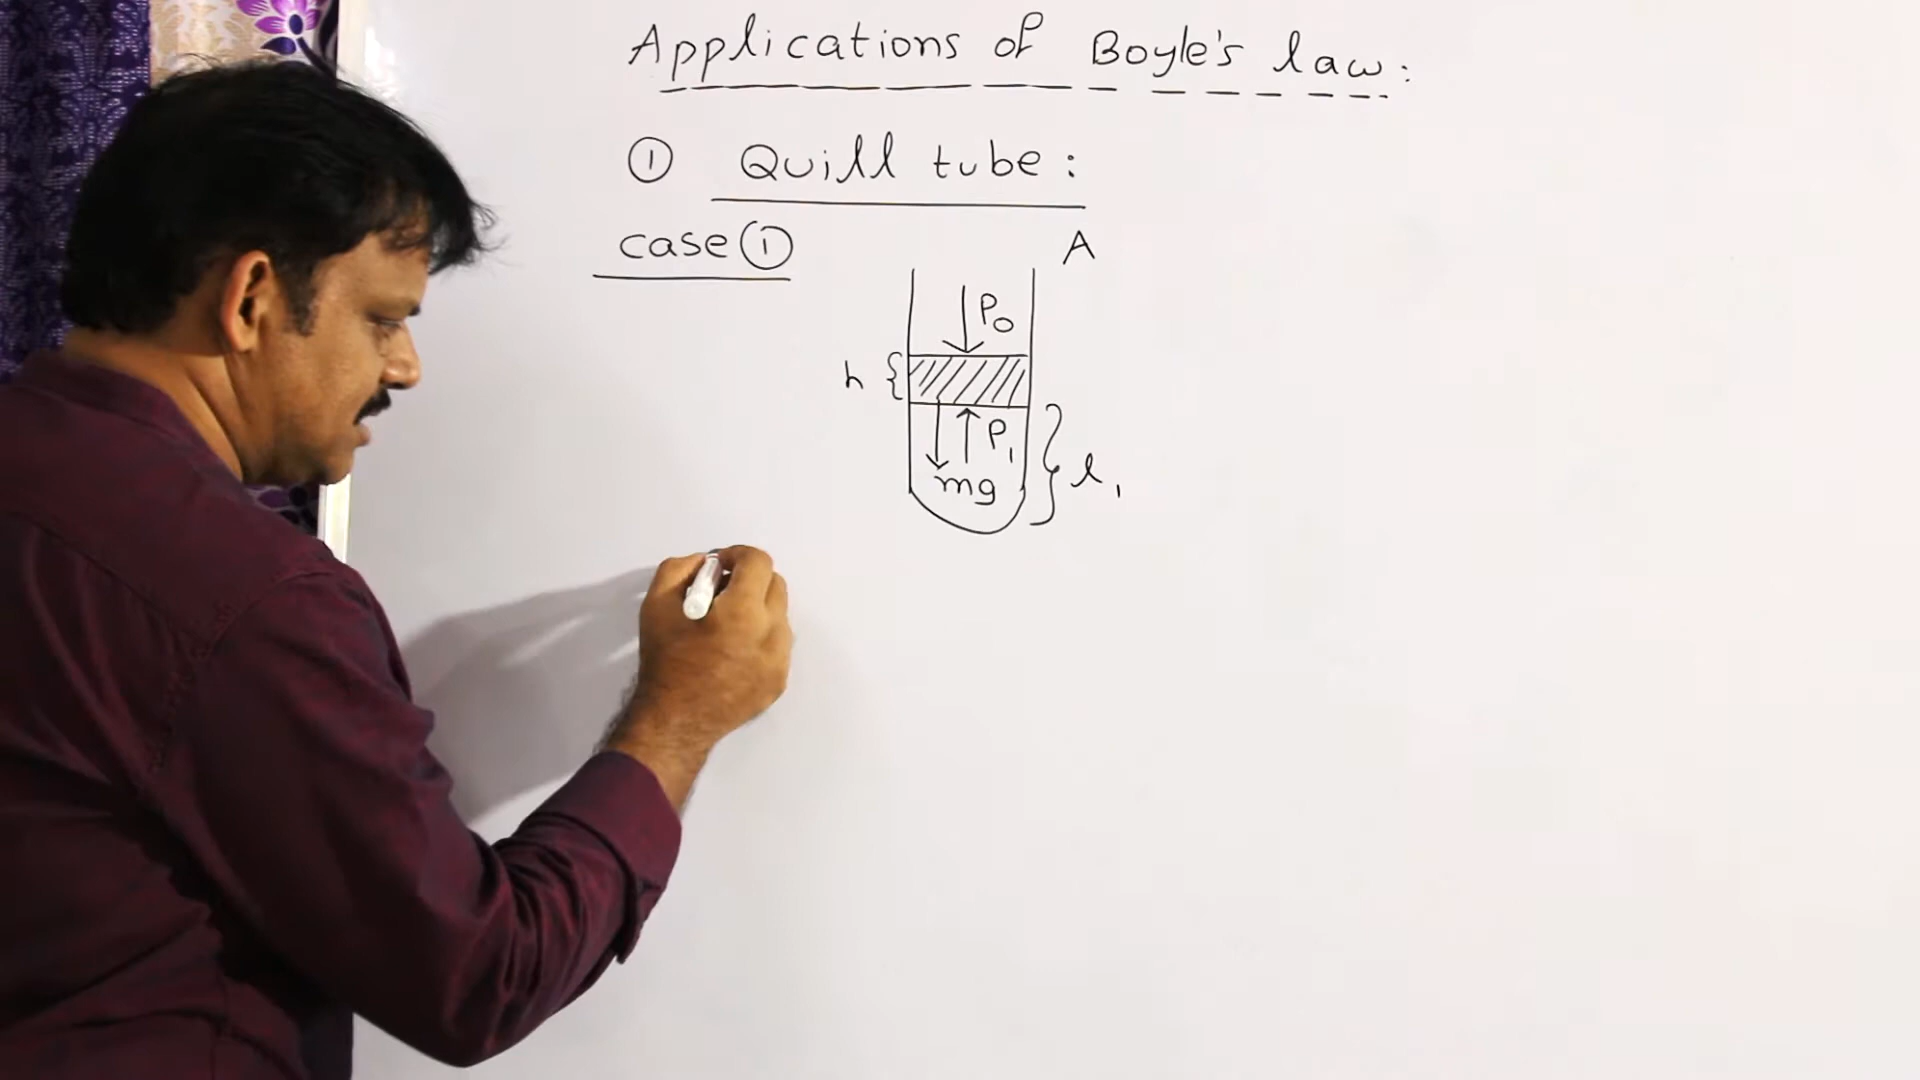 Applications of Boyle's law:
① Quill tube:
case ①
A
P₀
h
P₁
mg
l₁